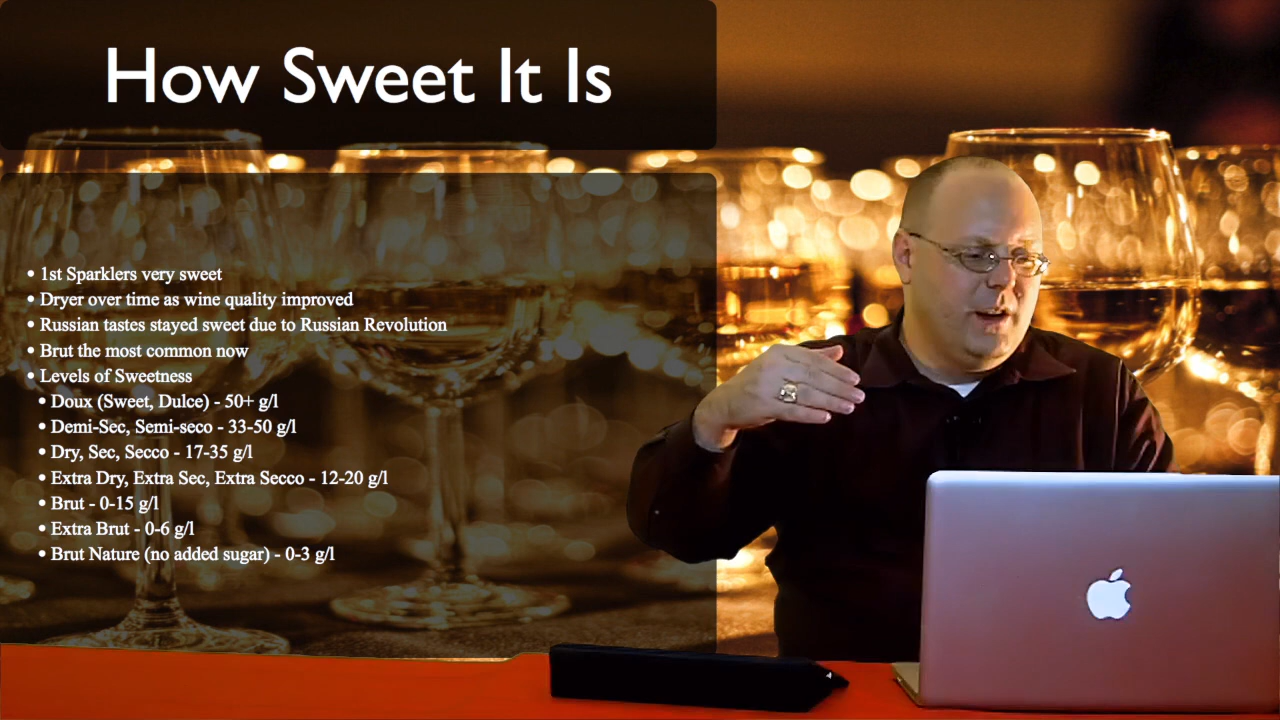 How Sweet It Is
• 1st Sparklers very sweet
• Dryer over time as wine quality improved
• Russian tastes stayed sweet due to Russian Revolution
• Brut the most common now
• Levels of Sweetness
• Doux (Sweet, Dulce) - 50+ g/l
• Demi-Sec, Semi-seco - 33-50 g/l
• Dry, Sec, Secco - 17-35 g/l
• Extra Dry, Extra Sec, Extra Secco - 12-20 g/l
• Brut - 0-15 g/l
• Extra Brut - 0-6 g/l
• Brut Nature (no added sugar) - 0-3 g/l